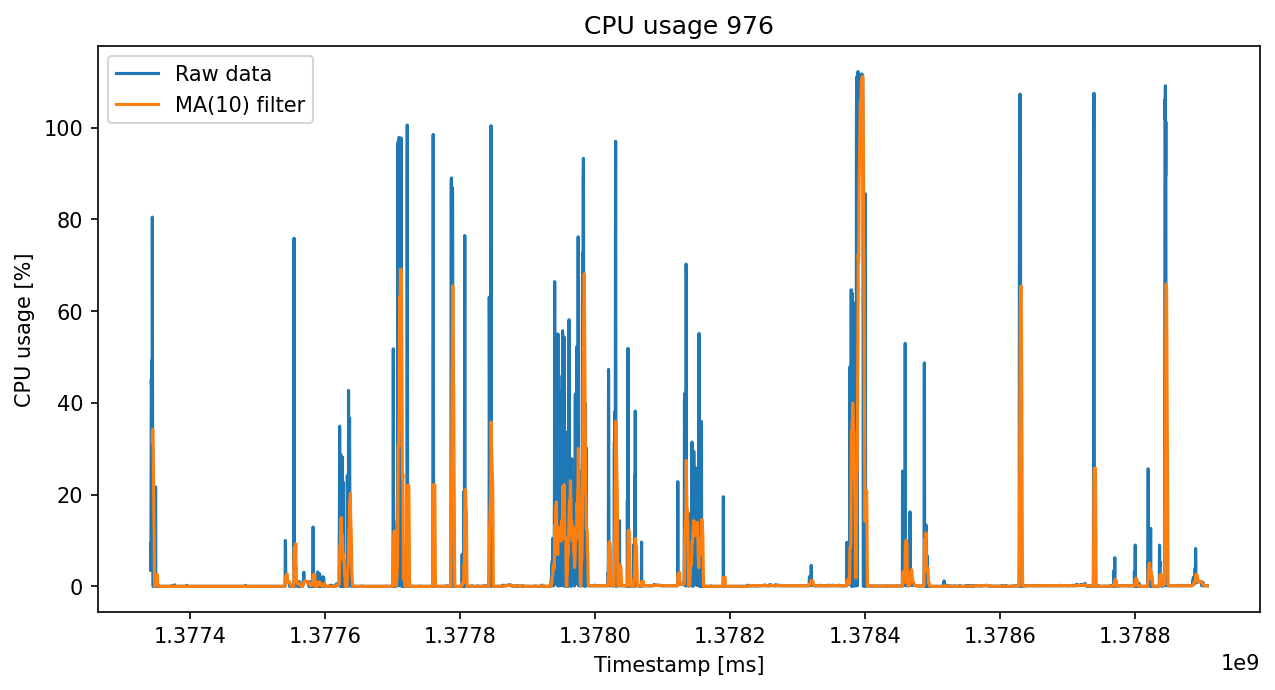 CPU usage 976
Raw data
MA(10) filter
CPU usage [%]
100
80
60
40
20
0
1.3774 1.3776 1.3778 1.3780 1.3782 1.3784 1.3786 1.3788
Timestamp [ms]
1e9